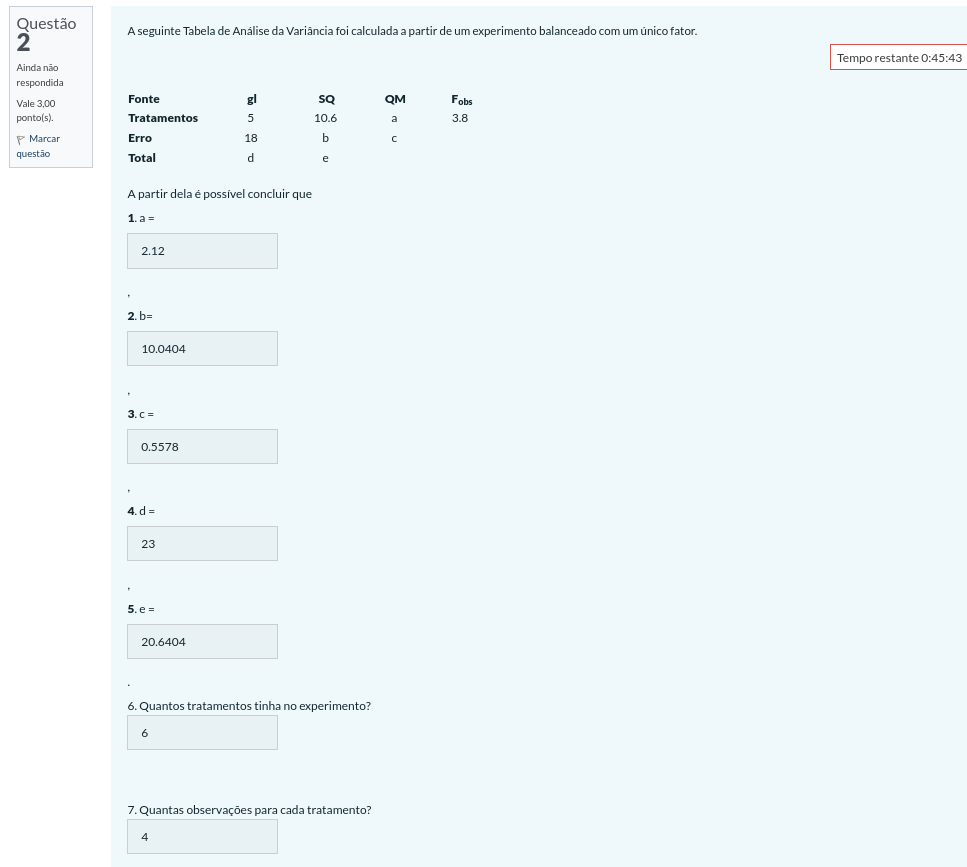 Questão
2
Ainda não
respondida
Vale 3,00
ponto(s).
Marcar
questão
A seguinte Tabela de Análise da Variância foi calculada a partir de um experimento balanceado com um único fator.
Tempo restante 0:45:43
Fonte gl SQ QM Fobs
Tratamentos 5 10.6 a 3.8
Erro 18 b c
Total d e
A partir dela é possível concluir que
1. a =
2.12
,
2. b=
10.0404
,
3. c =
0.5578
,
4. d =
23
,
5. e =
20.6404
.
6. Quantos tratamentos tinha no experimento?
6
7. Quantas observações para cada tratamento?
4